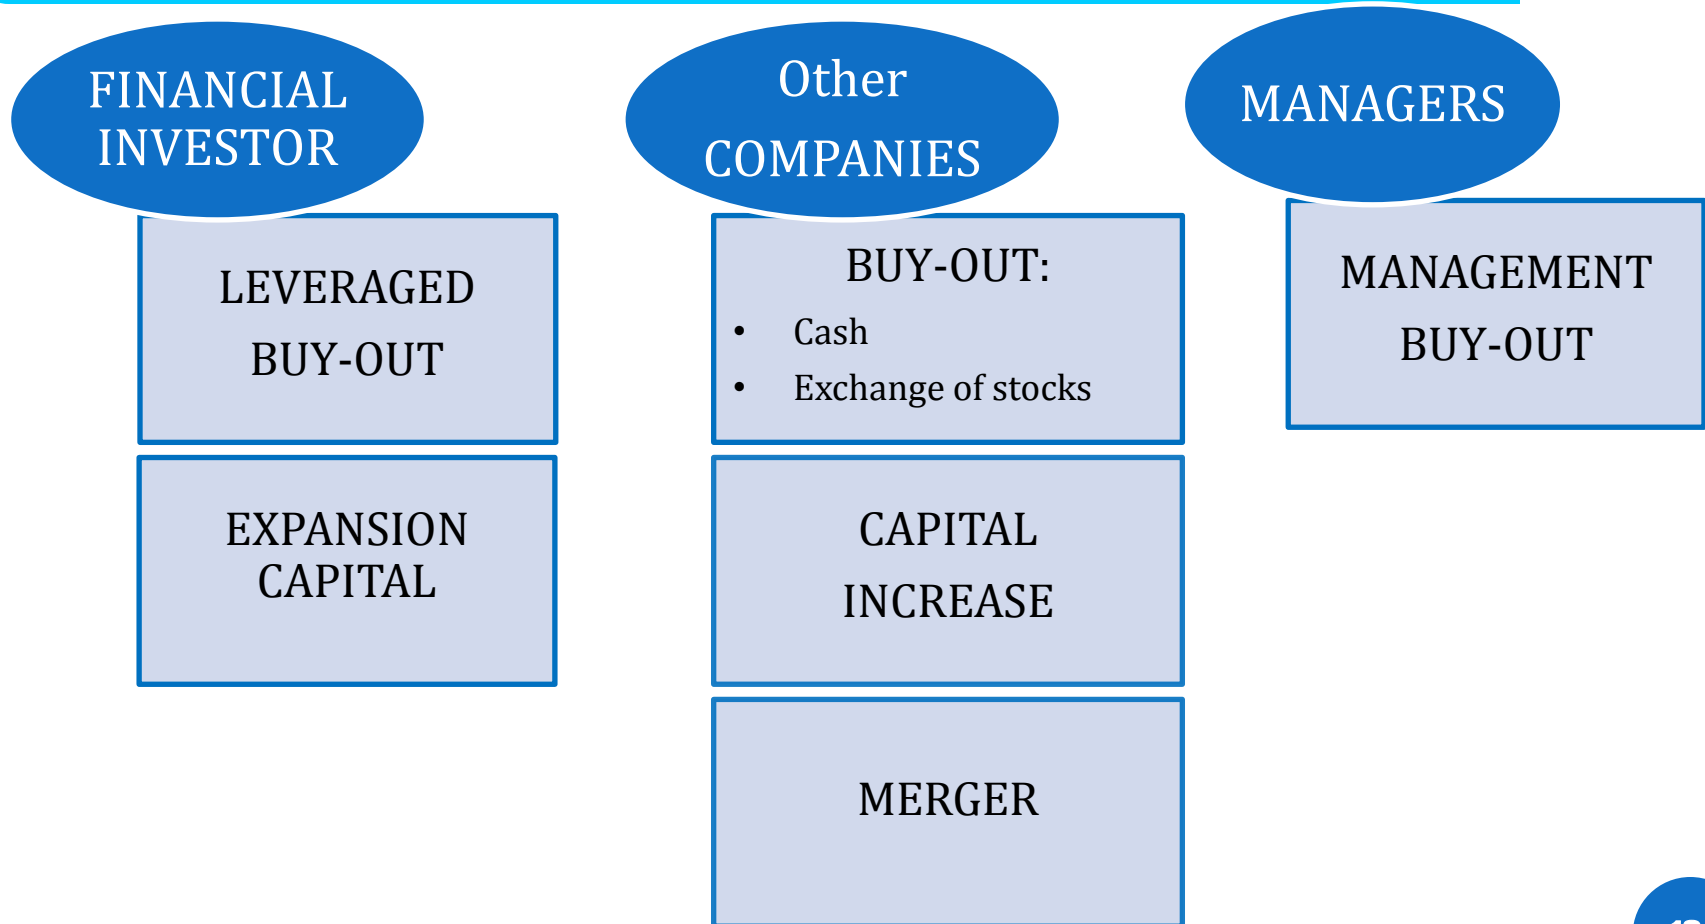 FINANCIAL
INVESTOR
LEVERAGED
BUY-OUT
EXPANSION
CAPITAL
Other
COMPANIES
BUY-OUT:
• Cash
• Exchange of stocks
CAPITAL
INCREASE
MERGER
MANAGERS
MANAGEMENT
BUY-OUT